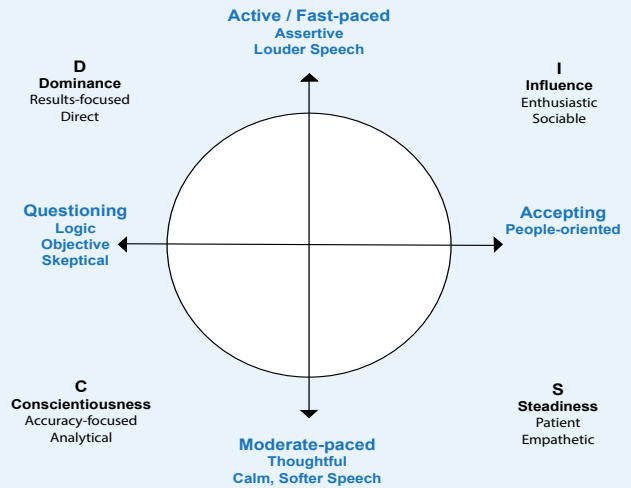 Active / Fast-paced
Assertive
Louder Speech
D
Dominance
Results-focused
Direct
I
Influence
Enthusiastic
Sociable
Questioning
Logic
Objective
Skeptical
Accepting
People-oriented
C
Conscientiousness
Accuracy-focused
Analytical
S
Steadiness
Patient
Empathetic
Moderate-paced
Thoughtful
Calm, Softer Speech